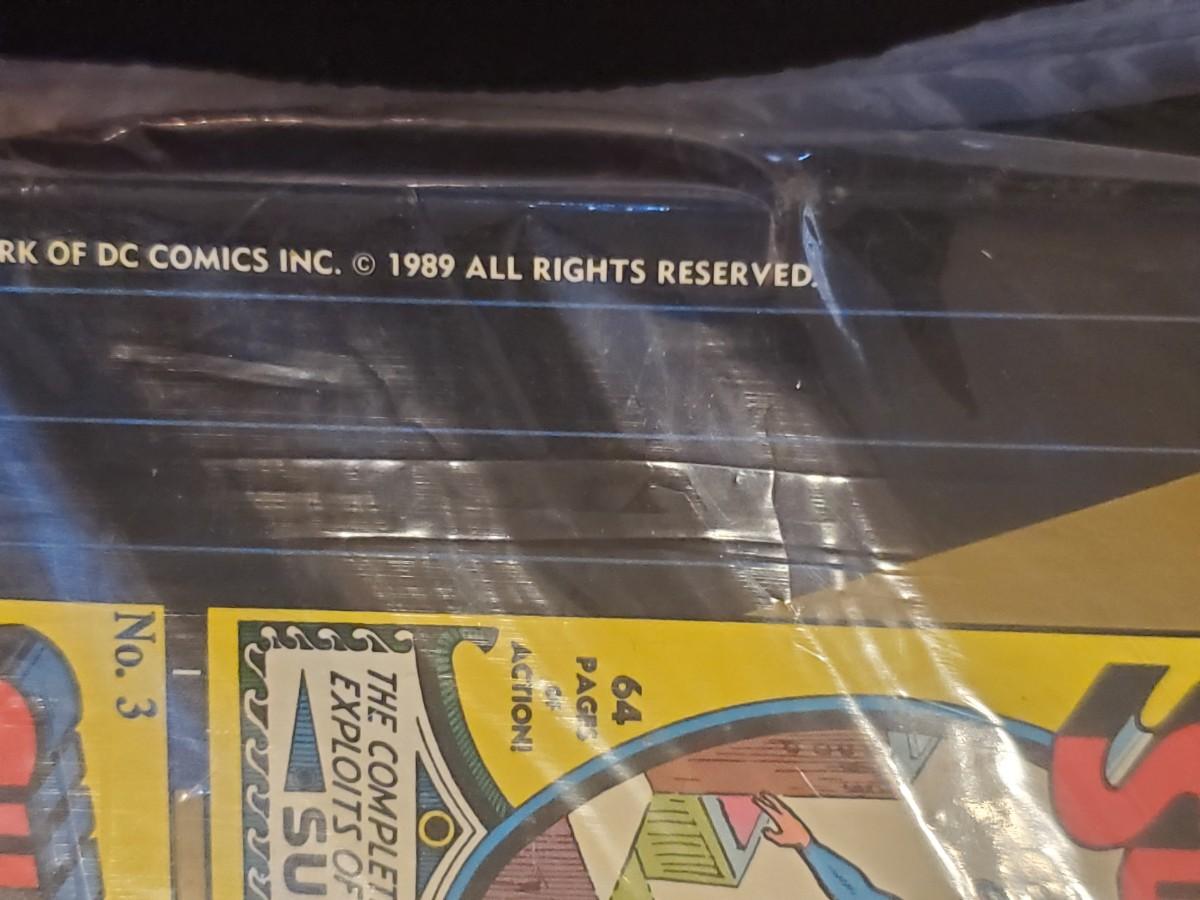 RK OF DC COMICS INC. © 1989 ALL RIGHTS RESERVED.
No. 3
64
PAGES
OF
ACTION!
THE COMPLET
EXPLOITS OF
SU